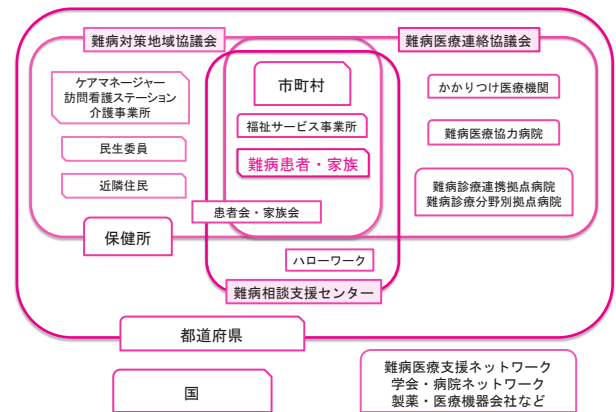 難病対策地域協議会
難病医療連絡協議会
ケアマネージャー
訪問看護ステーション
介護事業所
民生委員
近隣住民
保健所
市町村
福祉サービス事業所
難病患者・家族
患者会・家族会
ハローワーク
難病相談支援センター
かかりつけ医療機関
難病医療協力病院
難病診療連携拠点病院
難病診療分野別拠点病院
都道府県
国
難病医療支援ネットワーク
学会・病院ネットワーク
製薬・医療機器会社など